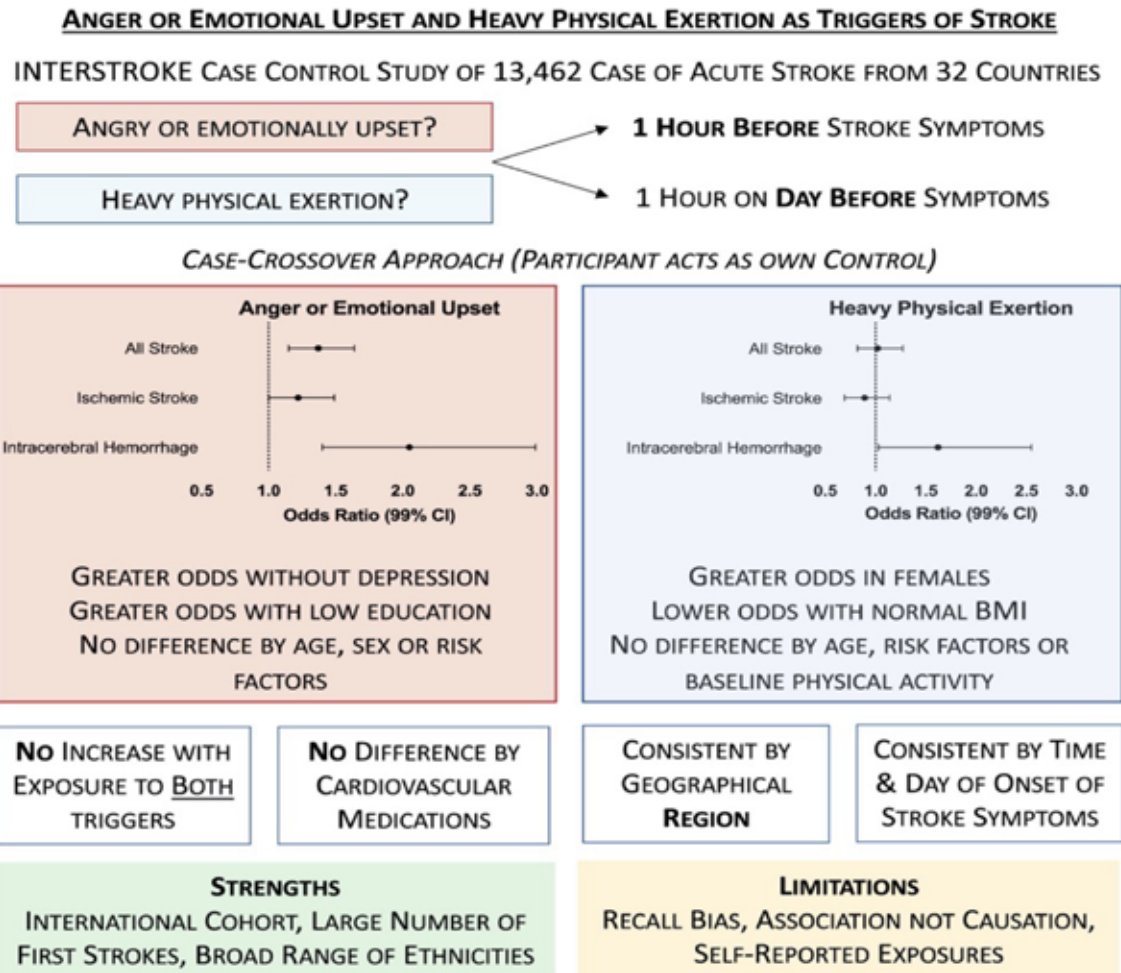 ANGER OR EMOTIONAL UPSET AND HEAVY PHYSICAL EXERTION AS TRIGGERS OF STROKE
INTERSTROKE CASE CONTROL STUDY OF 13,462 CASE OF ACUTE STROKE FROM 32 COUNTRIES
ANGRY OR EMOTIONALLY UPSET?
HEAVY PHYSICAL EXERTION?
1 HOUR BEFORE STROKE SYMPTOMS
1 HOUR ON DAY BEFORE SYMPTOMS
CASE-CROSSOVER APPROACH (PARTICIPANT ACTS AS OWN CONTROL)
Anger or Emotional Upset
All Stroke
Ischemic Stroke
Intracerebral Hemorrhage
0.5 1.0 1.5 2.0 2.5 3.0
Odds Ratio (99% CI)
GREATER ODDS WITHOUT DEPRESSION
GREATER ODDS WITH LOW EDUCATION
NO DIFFERENCE BY AGE, SEX OR RISK
FACTORS
Heavy Physical Exertion
All Stroke
Ischemic Stroke
Intracerebral Hemorrhage
0.5 1.0 1.5 2.0 2.5 3.0
Odds Ratio (99% CI)
GREATER ODDS IN FEMALES
LOWER ODDS WITH NORMAL BMI
NO DIFFERENCE BY AGE, RISK FACTORS OR
BASELINE PHYSICAL ACTIVITY
NO INCREASE WITH
EXPOSURE TO BOTH
TRIGGERS
NO DIFFERENCE BY
CARDIOVASCULAR
MEDICATIONS
CONSISTENT BY
GEOGRAPHICAL
REGION
CONSISTENT BY TIME
& DAY OF ONSET OF
STROKE SYMPTOMS
STRENGTHS
INTERNATIONAL COHORT, LARGE NUMBER OF
FIRST STROKES, BROAD RANGE OF ETHNICITIES
LIMITATIONS
RECALL BIAS, ASSOCIATION NOT CAUSATION,
SELF-REPORTED EXPOSURES